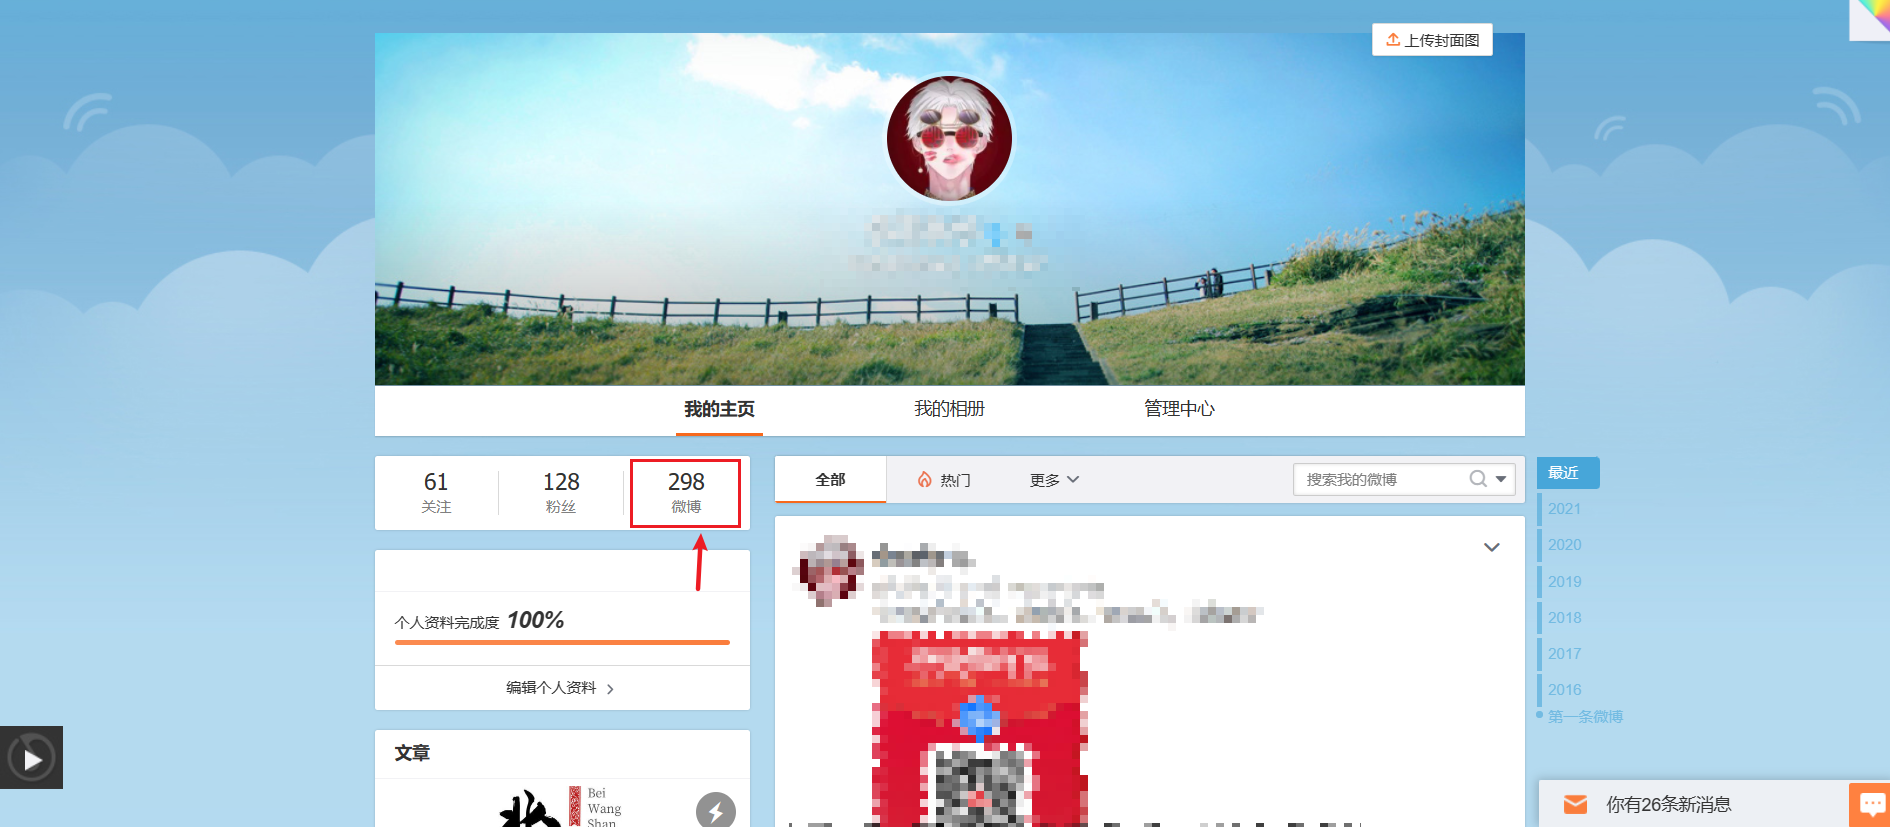 上传封面图
我的主页
我的相册
管理中心
61
关注
128
粉丝
298
微博
全部
热门
更多
搜索我的微博
最近
2021
2020
2019
2018
2017
2016
第一条微博
个人资料完成度 100%
编辑个人资料
文章
Bei
Wang
Shan
你有26条新消息